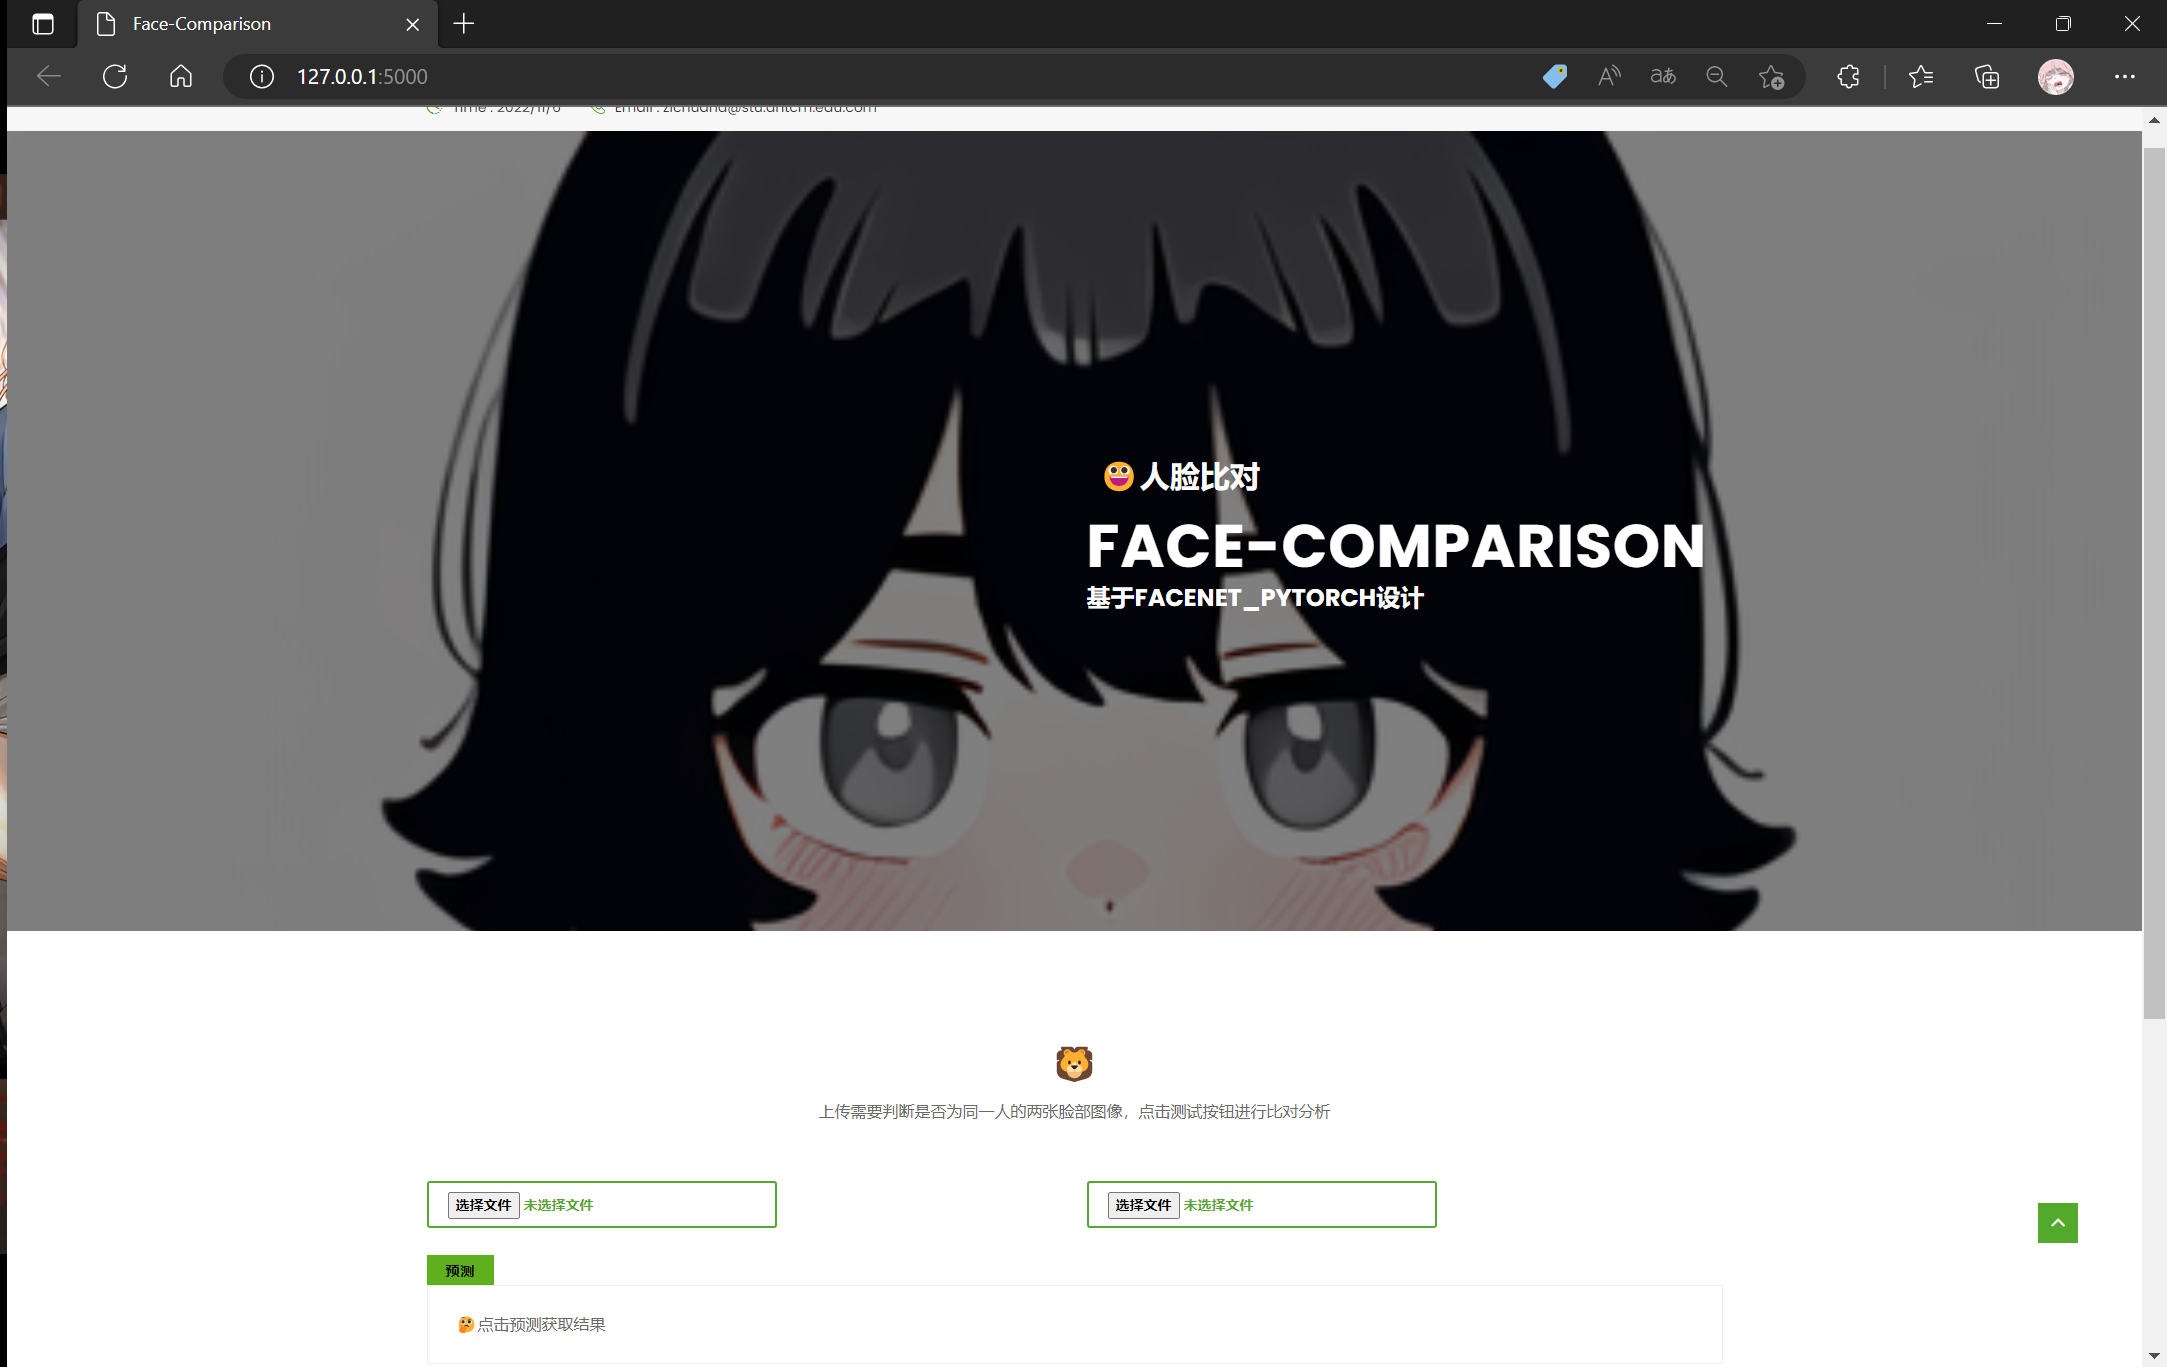 Face-Comparison
127.0.0.1:5000
Time : 2022/11/6 Email :
人脸比对
FACE-COMPARISON
基于FACENET_PYTORCH设计
上传需要判断是否为同一人的两张脸部图像，点击测试按钮进行比对分析
选择文件 未选择文件 选择文件 未选择文件
预测
点击预测获取结果